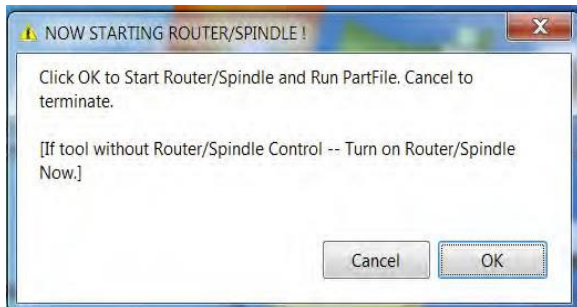 NOW STARTING ROUTER/SPINDLE !
Click OK to Start Router/Spindle and Run PartFile. Cancel to
terminate.
[If tool without Router/Spindle Control -- Turn on Router/Spindle
Now.]
Cancel
OK